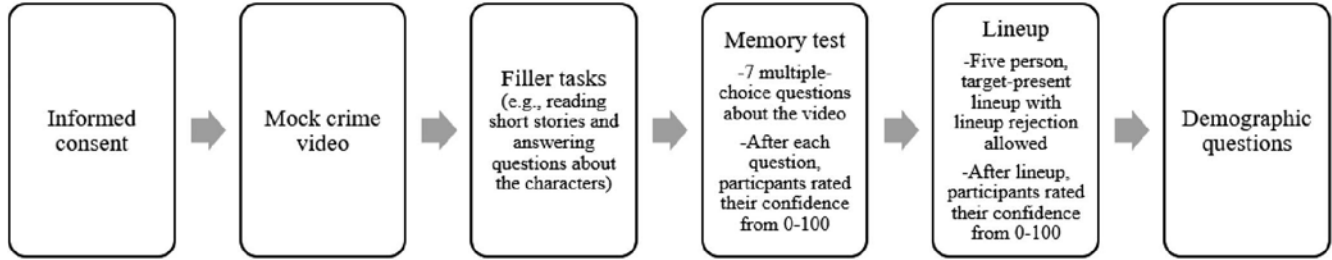 Informed
consent
Mock crime
video
Filler tasks
(e.g., reading
short stories and
answering
questions about
the characters)
Memory test
-7 multiple-
choice questions
about the video
-After each
question,
particpants rated
their confidence
from 0-100
Lineup
-Five person,
target-present
lineup with
lineup rejection
allowed
-After lineup,
participants rated
their confidence
from 0-100
Demographic
questions